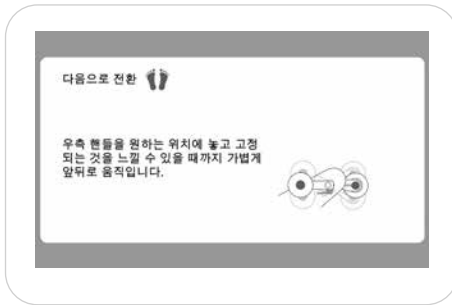 다음으로 전환
우측 핸들을 원하는 위치에 놓고 고정
되는 것을 느낄 수 있을 때까지 가볍게
앞뒤로 움직입니다.